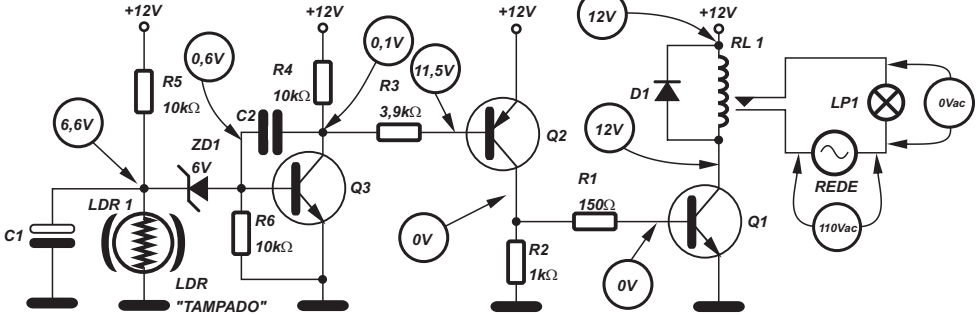 +12V
+12V
+12V
12V
+12V
0,6V
0,1V
RL 1
R5
10kΩ
R4
10kΩ
11,5V
R3
3,9kΩ
D1
LP1
0Vac
6,6V
C2
ZD1
6V
Q2
12V
Q3
R1
150Ω
REDE
LDR 1
R6
10kΩ
0V
Q1
110Vac
C1
R2
1kΩ
0V
LDR
"TAMPADO"